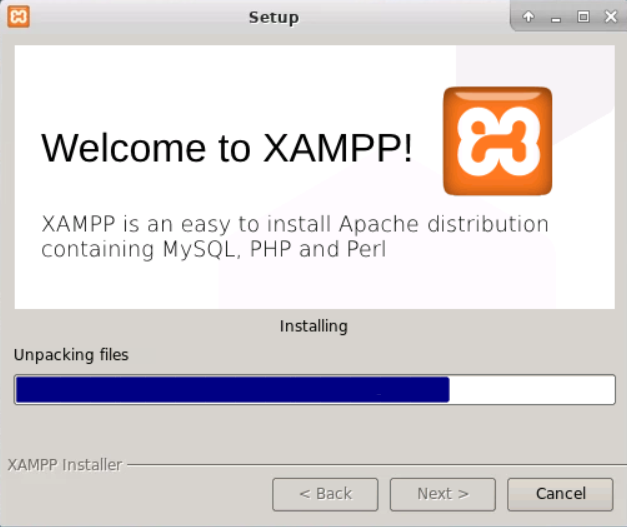 Setup
Welcome to XAMPP!
XAMPP is an easy to install Apache distribution
containing MySQL, PHP and Perl
Installing
Unpacking files
XAMPP Installer
< Back
Next >
Cancel